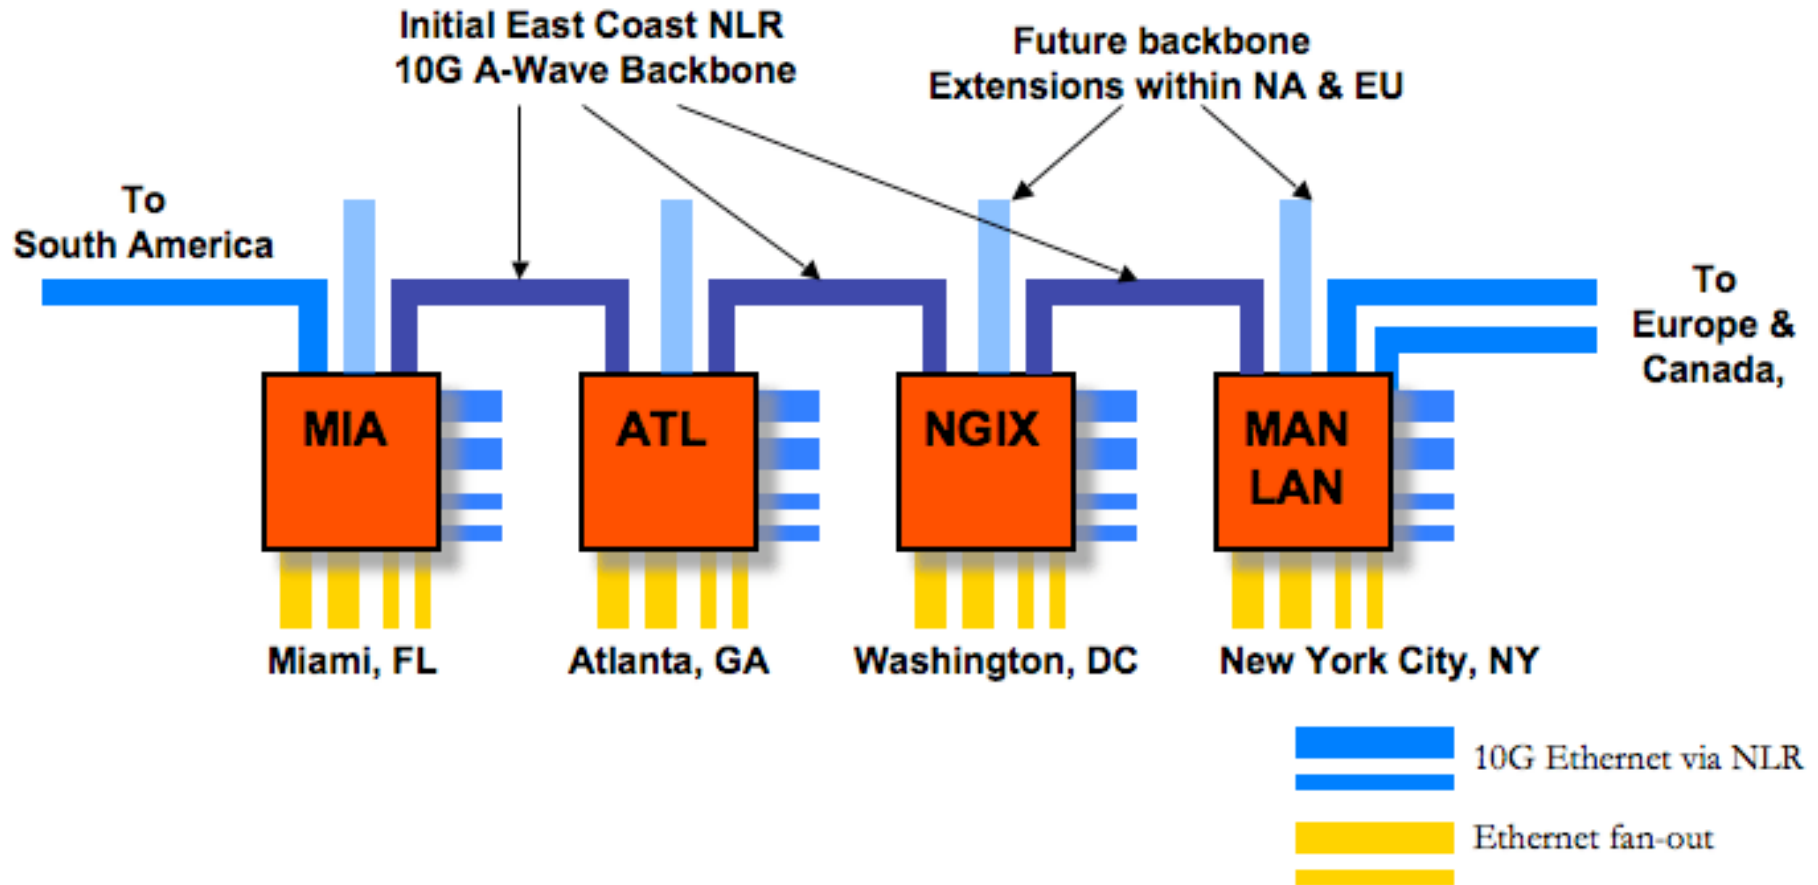 Initial East Coast NLR
10G A-Wave Backbone
Future backbone
Extensions within NA & EU
To
South America
To
Europe &
Canada,
MIA
ATL
NGIX
MAN
LAN
Miami, FL
Atlanta, GA
Washington, DC
New York City, NY
10G Ethernet via NLR
Ethernet fan-out